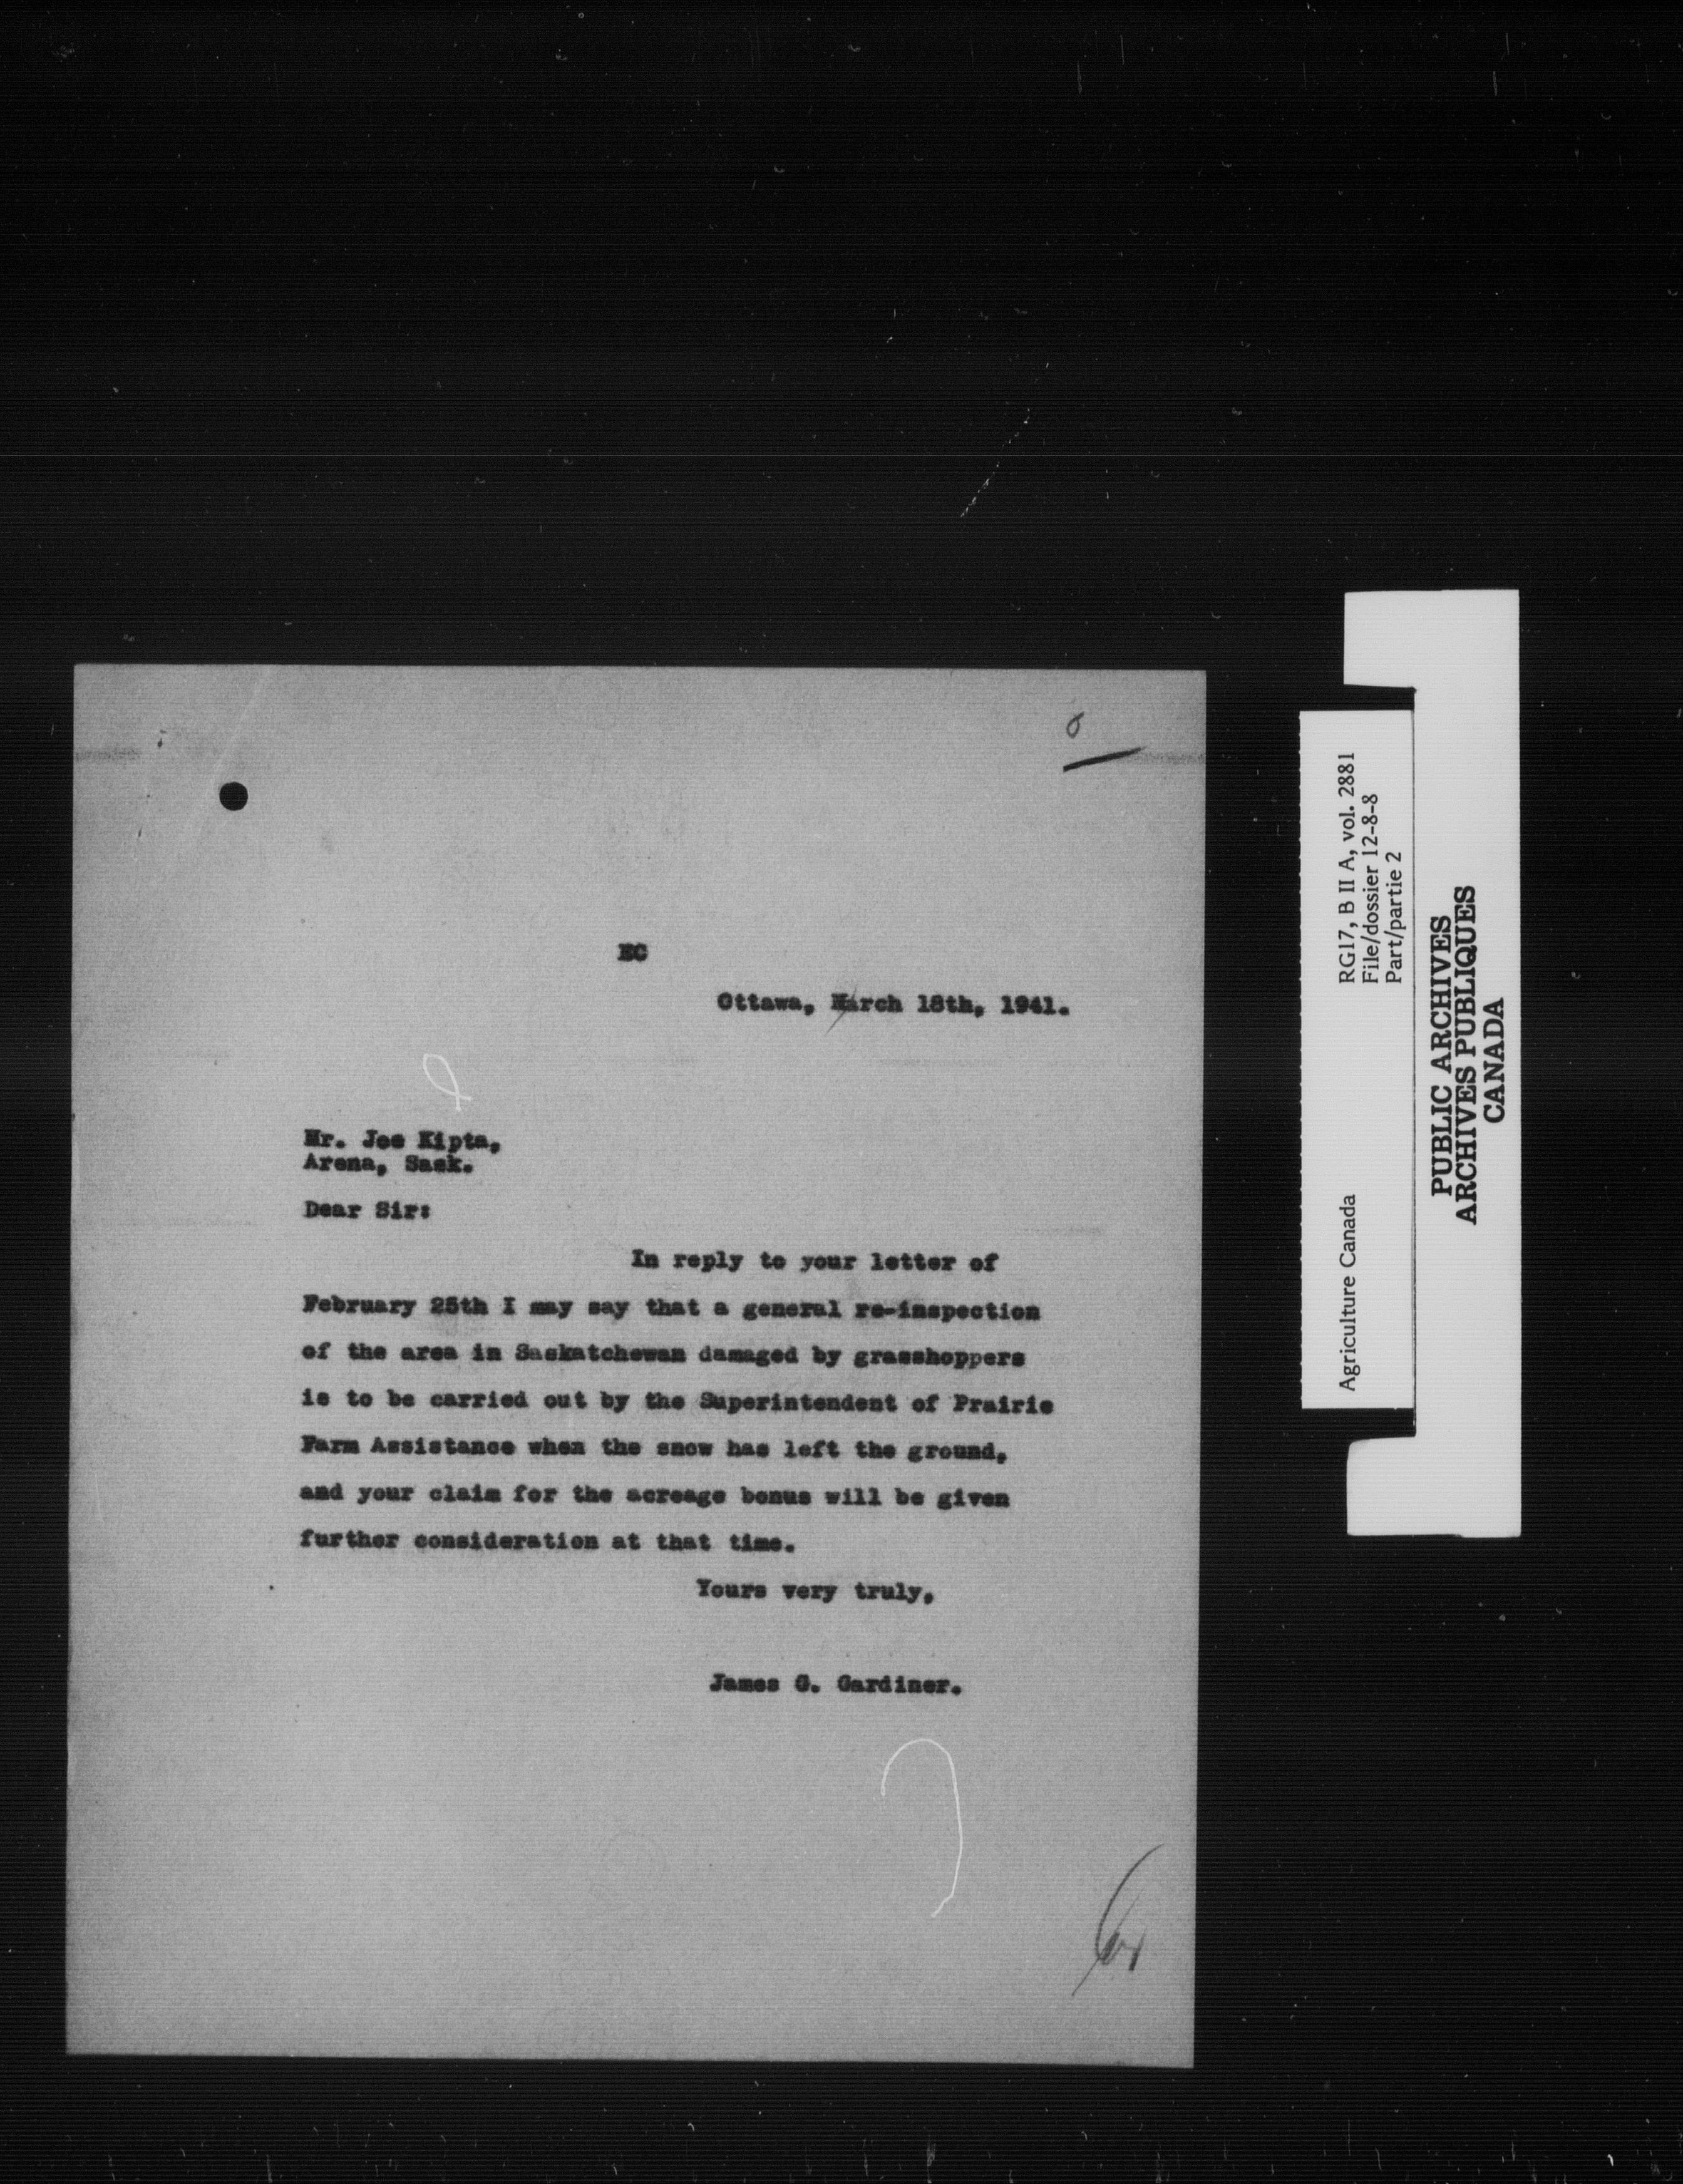 EC
Ottawa, March 18th, 1941.
Mr. Joe Kipta,
Arena, Sask.
Dear Sir:
In reply to your letter of
February 25th I may say that a general re-inspection
of the area in Saskatchewan damaged by grasshoppers
is to be carried out by the Superintendent of Prairie
Farm Assistance when the snow has left the ground,
and your claim for the acreage bonus will be given
further consideration at that time.
Yours very truly,
James G. Gardiner.
Agriculture Canada
RG17, B II A, vol. 2881
File/dossier 12-8-8
Part/partie 2
PUBLIC ARCHIVES
ARCHIVES PUBLIQUES
CANADA